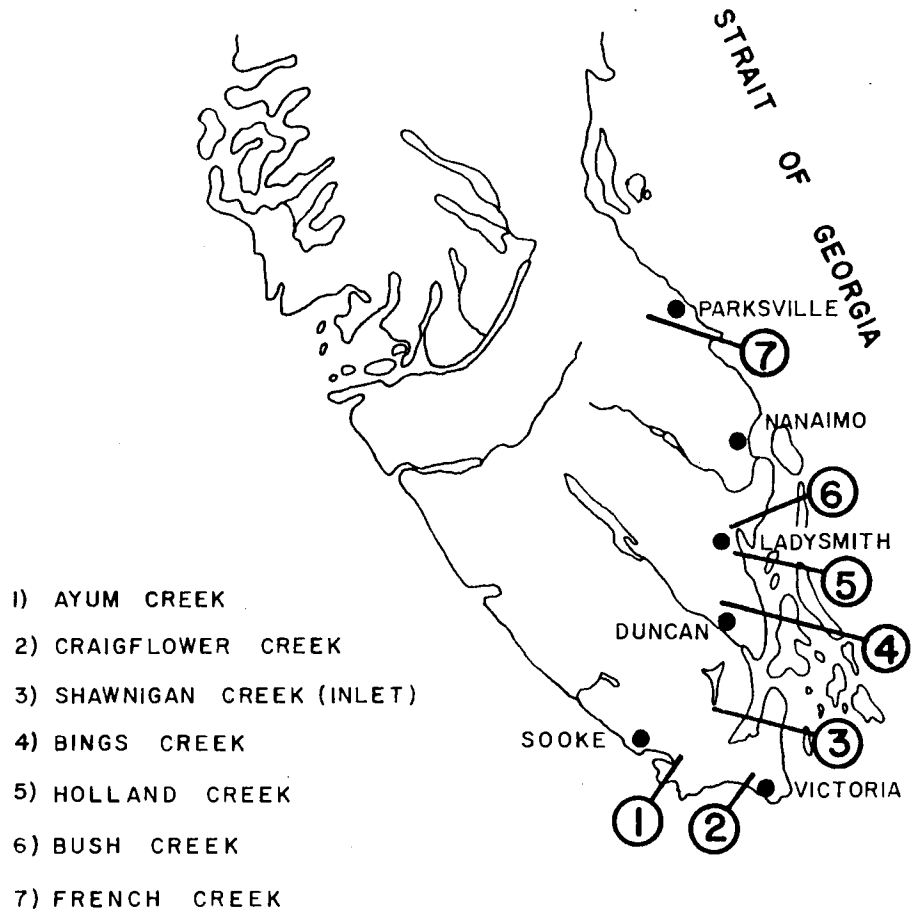 STRAIT OF GEORGIA
PARKSVILLE
7
NANAIMO
6
LADYSMITH
5
DUNCAN
4
SOOKE
3
VICTORIA
1
2
1) AYUM CREEK
2) CRAIGFLOWER CREEK
3) SHAWNIGAN CREEK (INLET)
4) BINGS CREEK
5) HOLLAND CREEK
6) BUSH CREEK
7) FRENCH CREEK